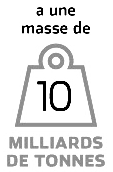 a une
masse de
10
MILLIARDS
DE TONNES